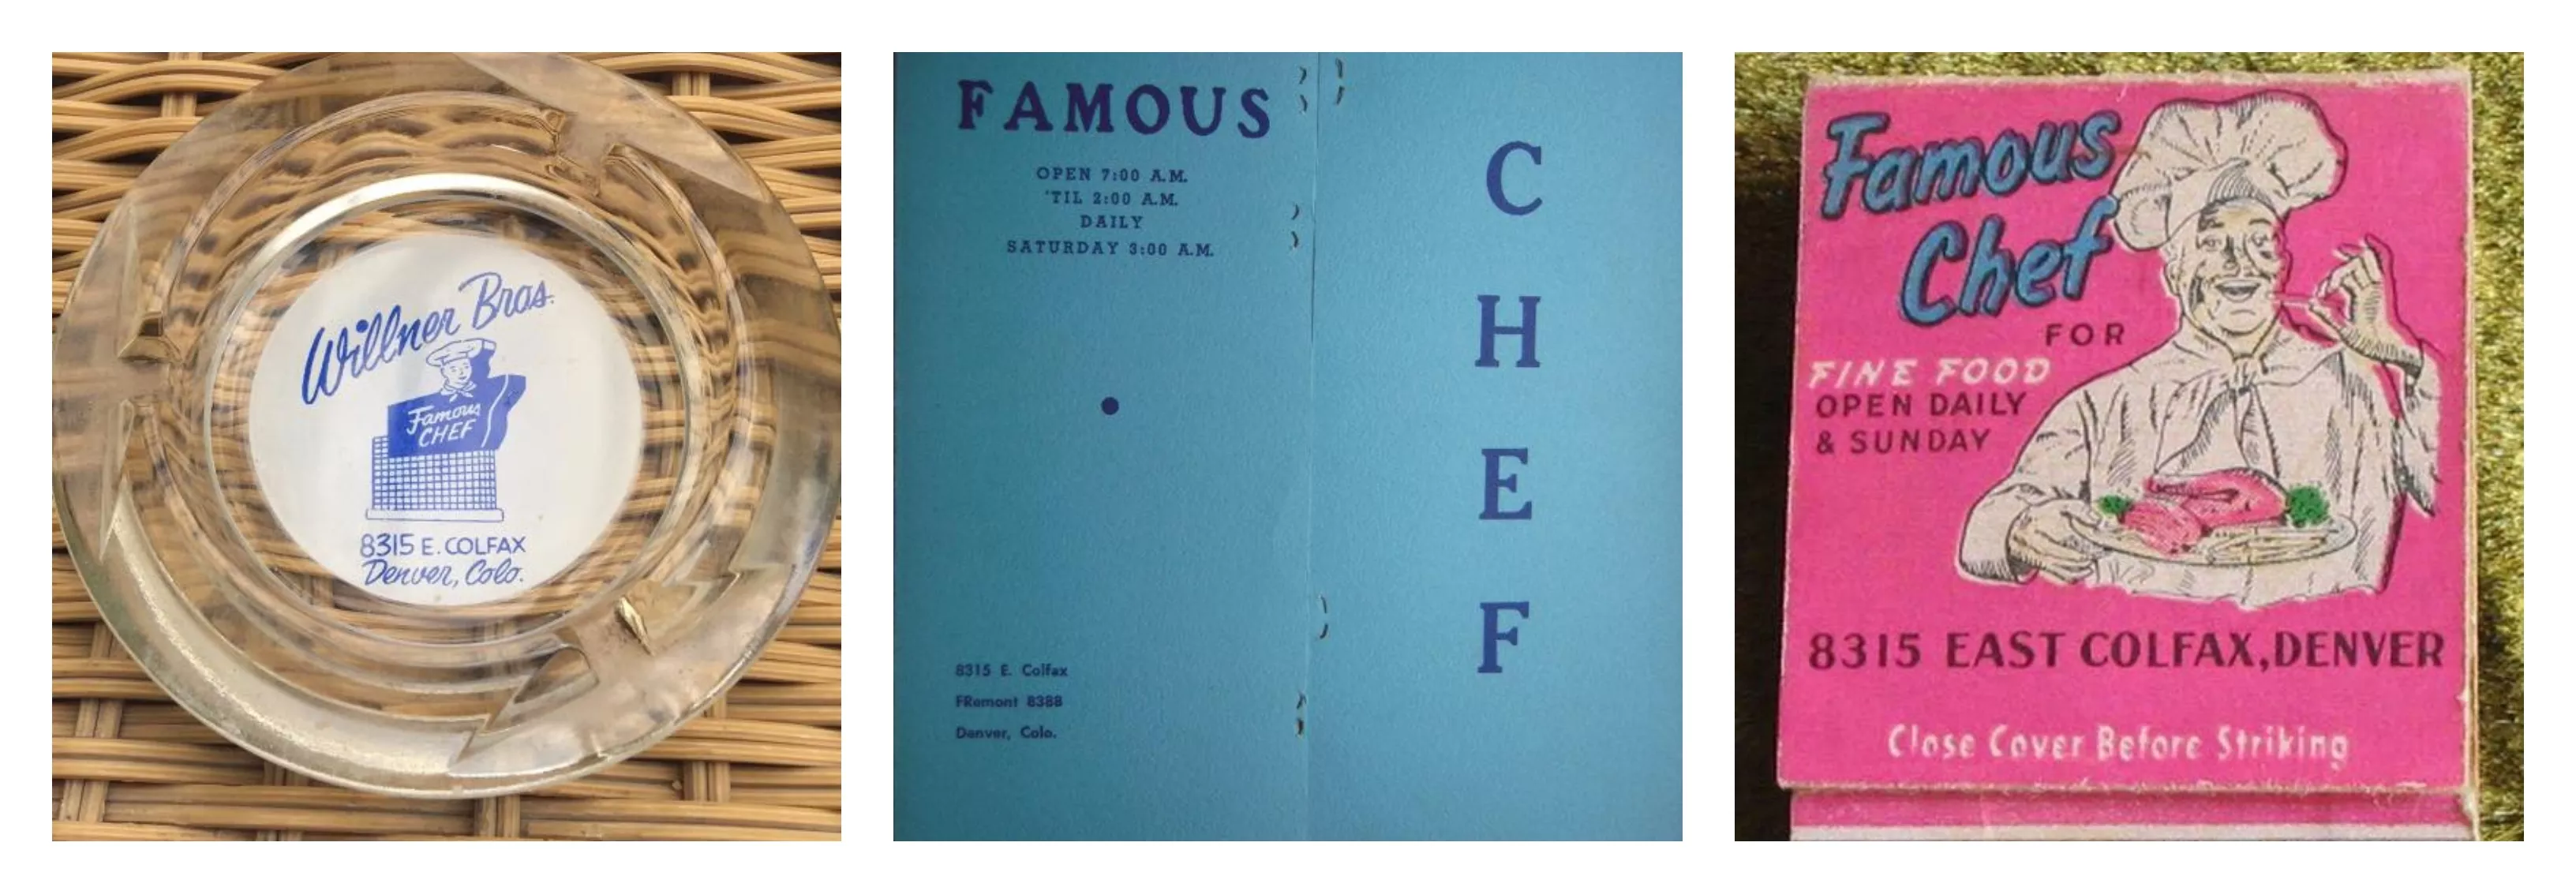 Willner Bros.
Famous
CHEF
8315 E. COLFAX
Denver, Colo.
FAMOUS
OPEN 7:00 A.M.
'TIL 2:00 A.M.
DAILY
SATURDAY 3:00 A.M.
8315 E. Colfax
FRemont 8388
Denver, Colo.
C
H
E
F
Famous
Chef
FOR
FINE FOOD
OPEN DAILY
& SUNDAY
8315 EAST COLFAX, DENVER
Close Cover Before Striking